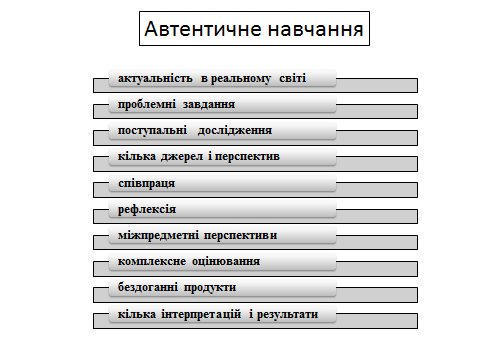 Автентичне навчання
актуальність в реальному світі
проблемні завдання
поступальні дослідження
кілька джерел і перспектив
співпраця
рефлексія
міжпредметні перспективи
комплексне оцінювання
бездоганні продукти
кілька інтерпретацій і результати